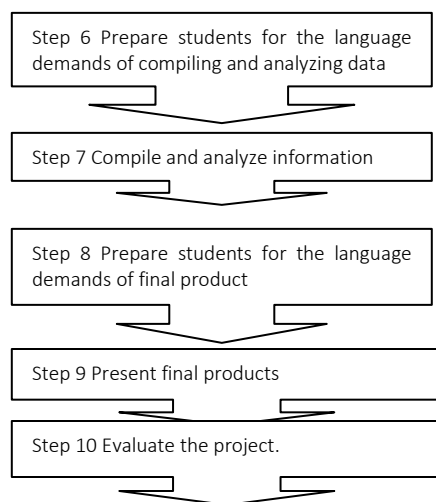 Step 6 Prepare students for the language
demands of compiling and analyzing data
Step 7 Compile and analyze information
Step 8 Prepare students for the language
demands of final product
Step 9 Present final products
Step 10 Evaluate the project.